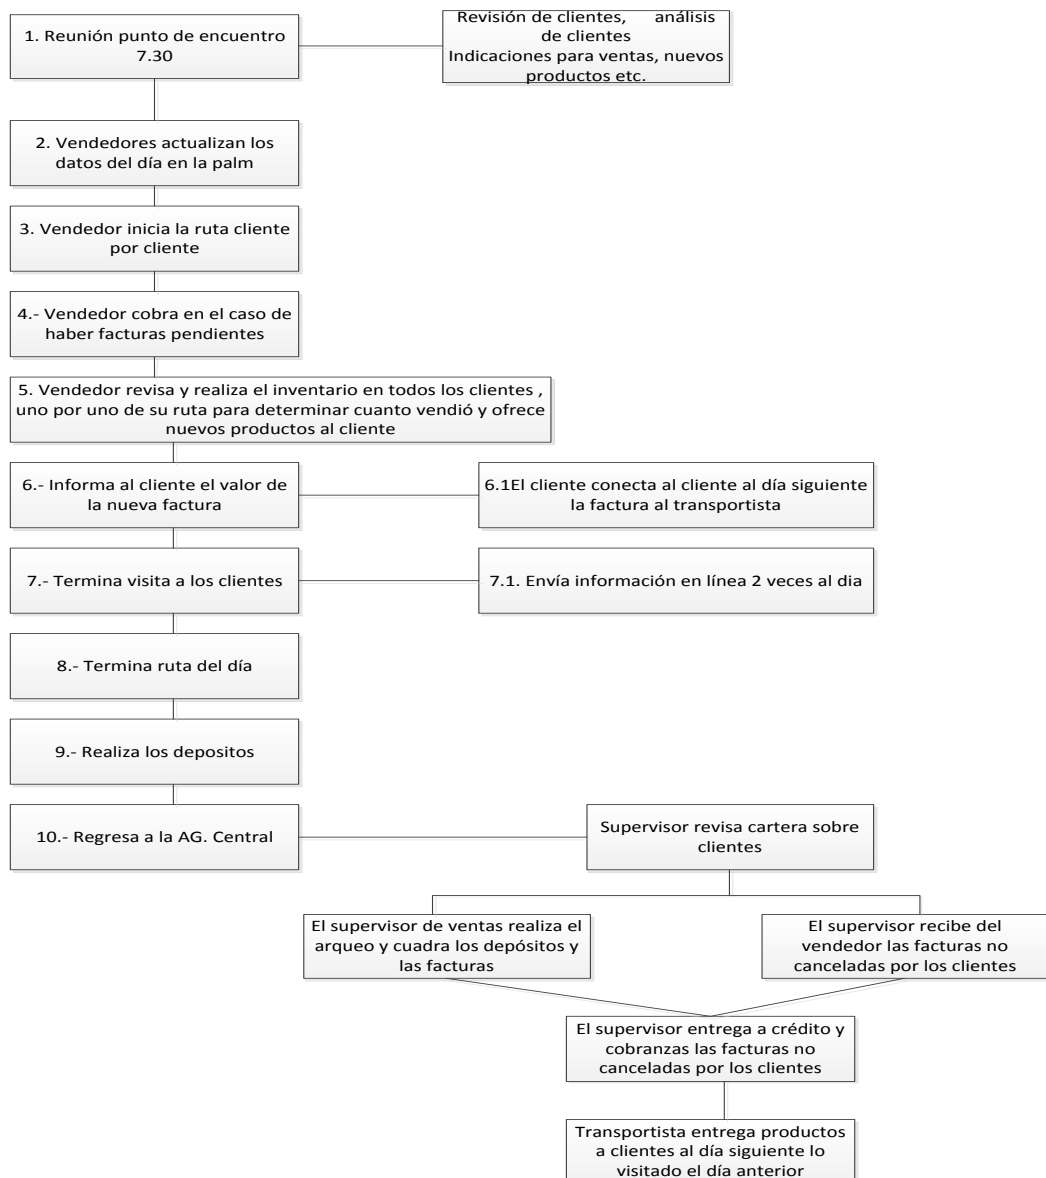 1. Reunión punto de encuentro
7.30
Revisión de clientes, análisis
de clientes
Indicaciones para ventas, nuevos
productos etc.
2. Vendedores actualizan los
datos del día en la palm
3. Vendedor inicia la ruta cliente
por cliente
4.- Vendedor cobra en el caso de
haber facturas pendientes
5. Vendedor revisa y realiza el inventario en todos los clientes ,
uno por uno de su ruta para determinar cuanto vendió y ofrece
nuevos productos al cliente
6.- Informa al cliente el valor de
la nueva factura
6.1El cliente conecta al cliente al día siguiente
la factura al transportista
7.- Termina visita a los clientes
7.1. Envía información en línea 2 veces al dia
8.- Termina ruta del día
9.- Realiza los depositos
10.- Regresa a la AG. Central
Supervisor revisa cartera sobre
clientes
El supervisor de ventas realiza el
arqueo y cuadra los depósitos y
las facturas
El supervisor recibe del
vendedor las facturas no
canceladas por los clientes
El supervisor entrega a crédito y
cobranzas las facturas no
canceladas por los clientes
Transportista entrega productos
a clientes al día siguiente lo
visitado el día anterior